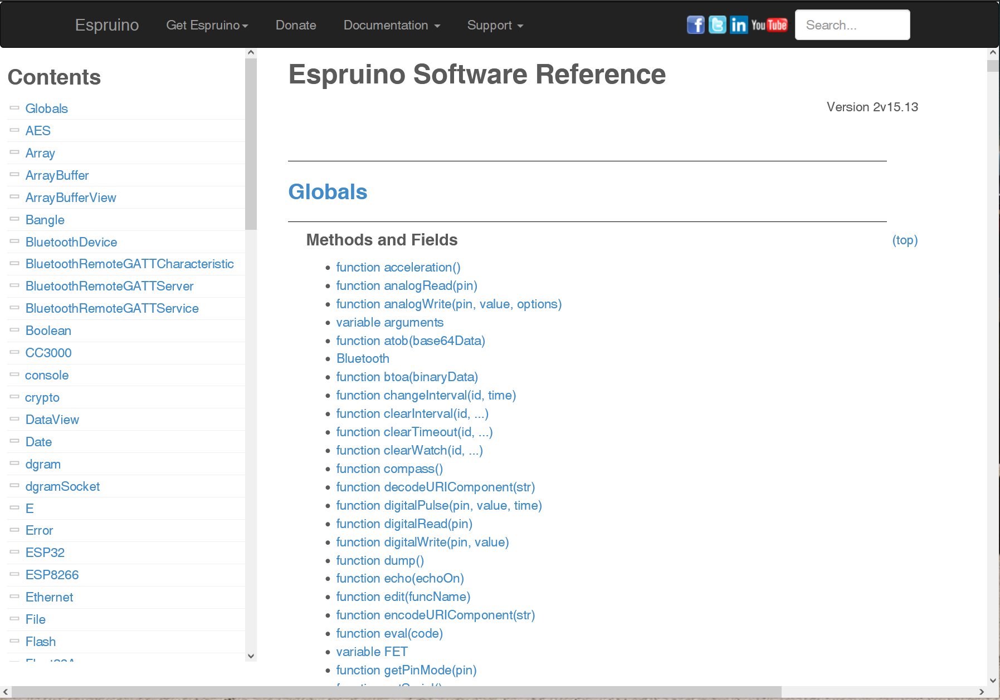 Espruino Get Espruino Donate Documentation Support You Tube Search...
Contents
Globals
AES
Array
ArrayBuffer
ArrayBufferView
Bangle
BluetoothDevice
BluetoothRemoteGATTCharacteristic
BluetoothRemoteGATTServer
BluetoothRemoteGATTService
Boolean
CC3000
console
crypto
DataView
Date
dgram
dgramSocket
E
Error
ESP32
ESP8266
Ethernet
File
Flash
Espruino Software Reference
Version 2v15.13
Globals
Methods and Fields (top)
function acceleration()
function analogRead(pin)
function analogWrite(pin, value, options)
variable arguments
function atob(base64Data)
Bluetooth
function btoa(binaryData)
function changeInterval(id, time)
function clearInterval(id, ...)
function clearTimeout(id, ...)
function clearWatch(id, ...)
function compass()
function decodeURIComponent(str)
function digitalPulse(pin, value, time)
function digitalRead(pin)
function digitalWrite(pin, value)
function dump()
function echo(echoOn)
function edit(funcName)
function encodeURIComponent(str)
function eval(code)
variable FET
function getPinMode(pin)